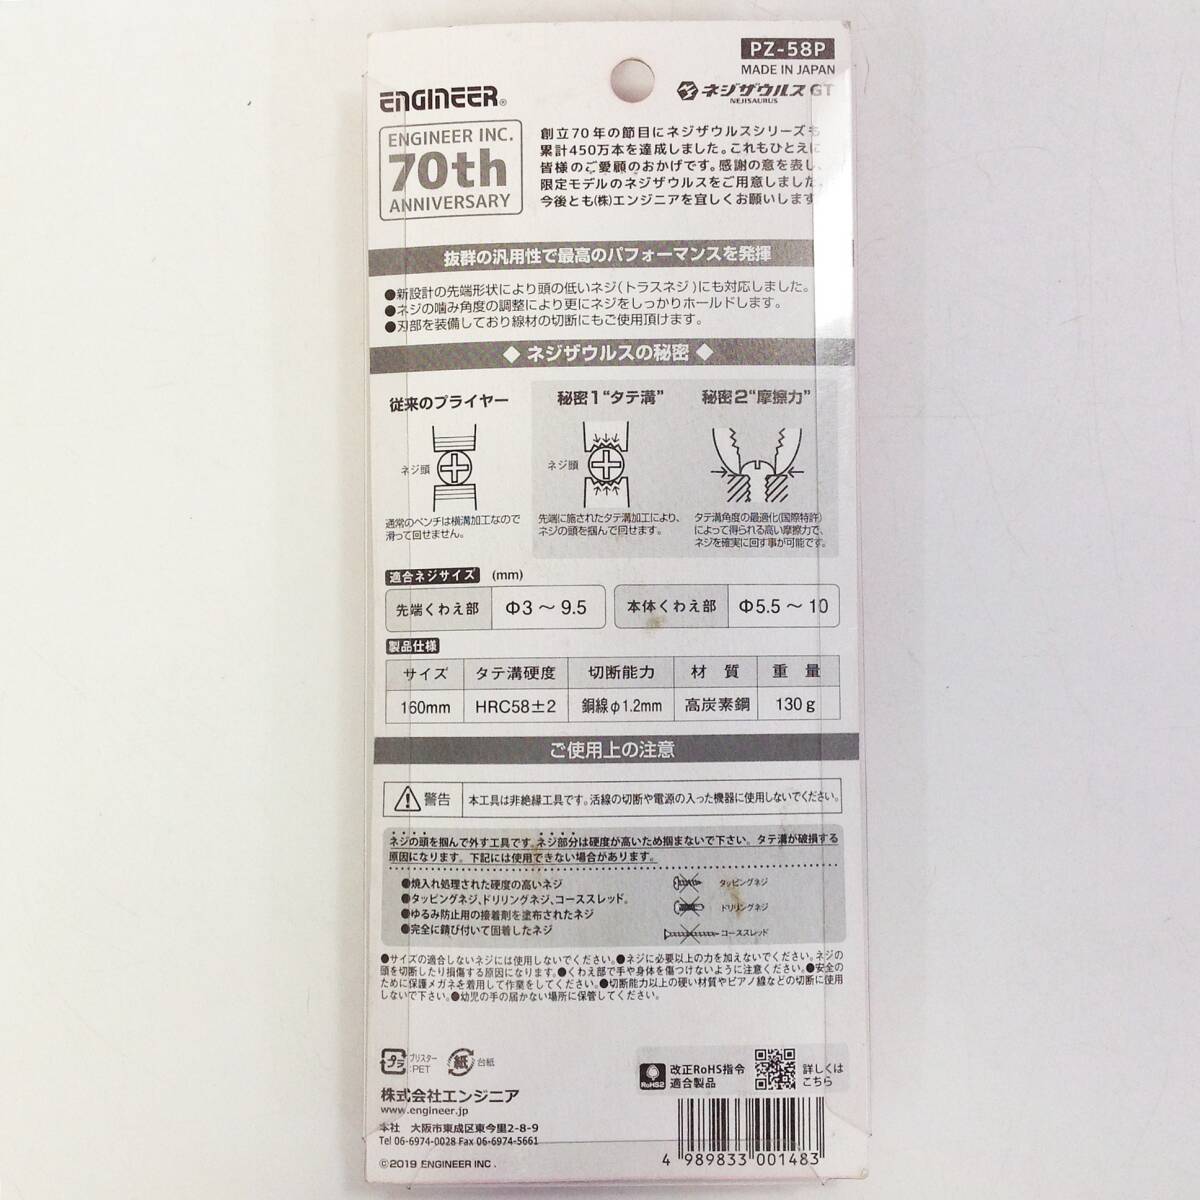 PZ-58P
MADE IN JAPAN
ENGINEER®
ネジザウルス GT
NEJISAURUS
ENGINEER INC.
70th
ANNIVERSARY
創立70年の節目にネジザウルスシリーズも
累計450万本を達成しました。これもひとえに
皆様のご愛顧のおかげです。感謝の意を表し、
限定モデルのネジザウルスをご用意しました。
今後とも(株)エンジニアを宜しくお願いします
抜群の汎用性で最高のパフォーマンスを発揮
●新設計の先端形状により頭の低いネジ(トラスネジ)にも対応しました。
●ネジの噛み角度の調整により更にネジをしっかりホールドします。
●刃部を装備しており線材の切断にもご使用頂けます。
◆ ネジザウルスの秘密 ◆
従来のプライヤー
ネジ頭
通常のペンチは横溝加工なので
滑って回せません。
秘密1“タテ溝”
ネジ頭
先端に施されたタテ溝加工により、
ネジの頭を掴んで回せます。
秘密2“摩擦力”
タテ溝角度の最適化(国際特許)
によって得られる高い摩擦力で、
ネジを確実に回す事が可能です。
適合ネジサイズ (mm)
先端くわえ部 Φ3～9.5 本体くわえ部 Φ5.5～10
製品仕様
サイズ タテ溝硬度 切断能力 材質 重量
160mm HRC58±2 銅線φ1.2mm 高炭素鋼 130g
ご使用上の注意
警告 本工具は非絶縁工具です。活線の切断や電源の入った機器に使用しないでください。
ネジの頭を掴んで外す工具です。ネジ部分は硬度が高いため掴まないで下さい。タテ溝が破損する
原因になります。下記には使用できない場合があります。
●焼入れ処理された硬度の高いネジ
●タッピングネジ、ドリリングネジ、コーススレッド。
●ゆるみ防止用の接着剤を塗布されたネジ
●完全に錆び付いて固着したネジ
タッピングネジ
ドリリングネジ
コーススレッド
●サイズの適合しないネジには使用しないでください。●ネジに必要以上の力を加えないでください。ネジの
頭を切断したり損傷する原因になります。●くわえ部で手や身体を傷つけないように注意ください。●安全の
ために保護メガネを着用して作業をしてください。●切断能力以上の硬い材質やピアノ線などの切断に使用
しないで下さい。●幼児の手の届かない場所に保管してください。
プラ
ブリスター
:PET
紙
台紙
RoHS2
改正RoHS指令
適合製品
詳しくは
こちら
株式会社エンジニア
www.engineer.jp
本社 大阪市東成区東今里2-8-9
Tel 06-6974-0028 Fax 06-6974-5661
©2019 ENGINEER INC.
4 989833 001483